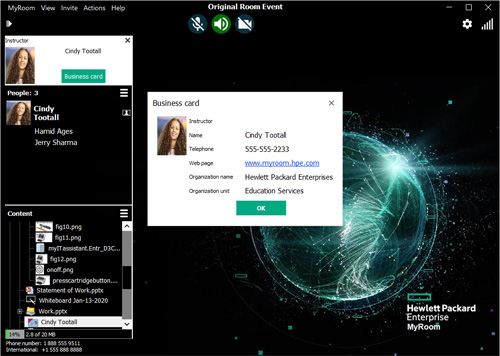 MyRoom View Invite Actions Help
Original Room Event
Instructor
Cindy Tootall
Business card
People: 3
Cindy
Tootall
Hamid Ages
Jerry Sharma
Business card
Instructor
Name Cindy Tootall
Telephone 555-555-2233
Web page www.myroom.hpe.com
Organization name Hewlett Packard Enterprises
Organization unit Education Services
OK
Content
fig10.png
fig11.png
myITassistant.Entr_D3C...
fig12.png
onoff.png
presscartridgebutton....
Statement of Work.pptx
Whiteboard Jan-13-2020
Work.pptx
Cindy Tootall
14% 2.8 of 20 MB
Phone number: 1 888 555 9511
International: +1 555 888 8888
Hewlett Packard
Enterprise
MyRoom